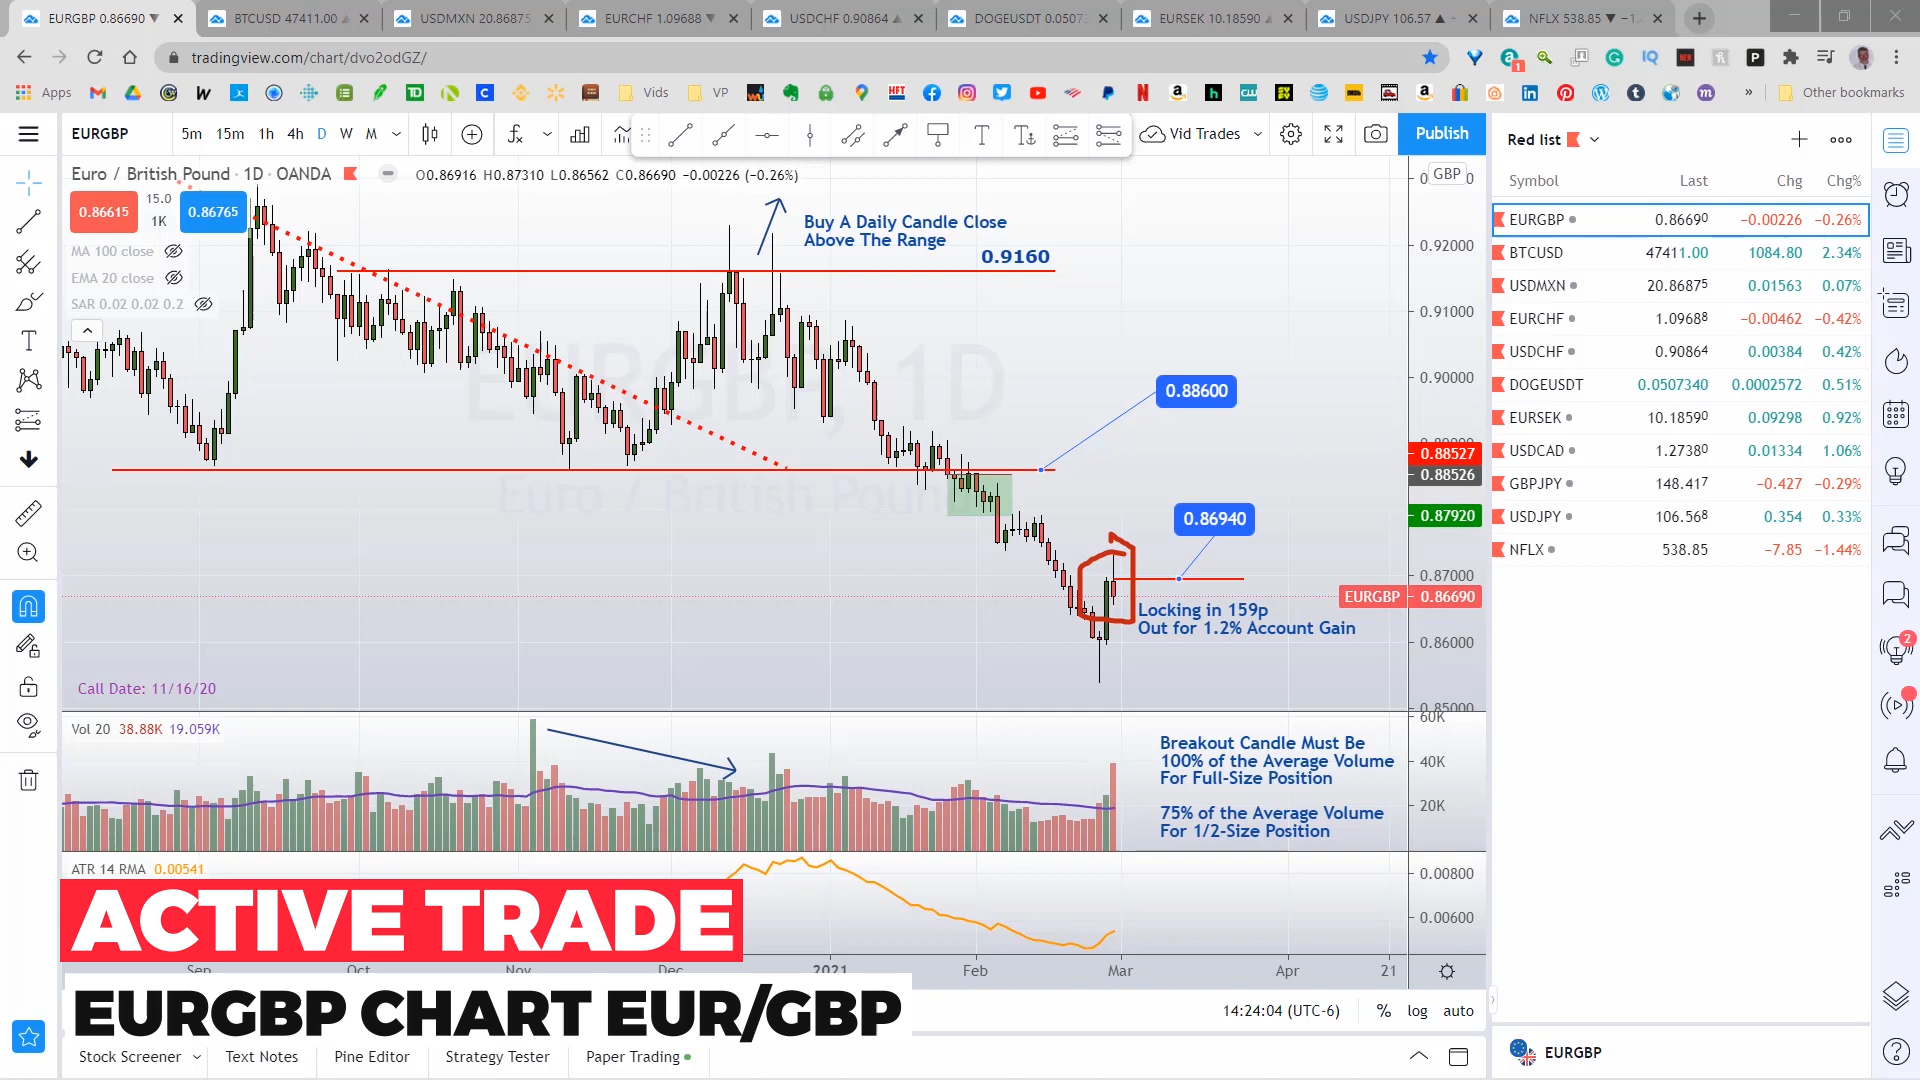 EURGBP 0.86690 ▼
BTCUSD 47411.00 ▲
USDMXN 20.86875
EURCHF 1.09688 ▼
USDCHF 0.90864 ▲
DOGEUSDT 0.0507
EURSEK 10.18590
USDJPY 106.57 ▲
NFLX 538.85 ▼ −1.
tradingview.com/chart/dvo2odGZ/
Apps
Vids
VP
Other bookmarks
EURGBP
5m 15m 1h 4h D W M
Vid Trades
Publish
Euro / British Pound · 1D · OANDA
O0.86916 H0.87310 L0.86562 C0.86690 −0.00226 (−0.26%)
GBP
0.86615
15.0
1K
0.86765
MA 100 close
EMA 20 close
SAR 0.02 0.02 0.2
Buy A Daily Candle Close
Above The Range
0.9160
EURGBP, 1D
Euro / British Pound
0.88600
0.86940
Locking in 159p
Out for 1.2% Account Gain
Call Date: 11/16/20
0.92000
0.91000
0.90000
0.88527
0.88526
0.87920
0.87000
EURGBP 0.86690
0.86000
0.85000
Vol 20 38.88K 19.059K
Breakout Candle Must Be
100% of the Average Volume
For Full-Size Position
75% of the Average Volume
For 1/2-Size Position
60K
40K
20K
ATR 14 RMA 0.00541
0.00800
0.00600
ACTIVE TRADE
Sep Oct Nov Dec 2021 Feb Mar Apr 21
EURGBP CHART EUR/GBP
14:24:04 (UTC-6) % log auto
Stock Screener Text Notes Pine Editor Strategy Tester Paper Trading
Red list
Symbol Last Chg Chg%
EURGBP 0.86690 −0.00226 −0.26%
BTCUSD 47411.00 1084.80 2.34%
USDMXN 20.86875 0.01563 0.07%
EURCHF 1.09688 −0.00462 −0.42%
USDCHF 0.90864 0.00384 0.42%
DOGEUSDT 0.0507340 0.0002572 0.51%
EURSEK 10.18590 0.09298 0.92%
USDCAD 1.27380 0.01334 1.06%
GBPJPY 148.417 −0.427 −0.29%
USDJPY 106.568 0.354 0.33%
NFLX 538.85 −7.85 −1.44%
2
EURGBP